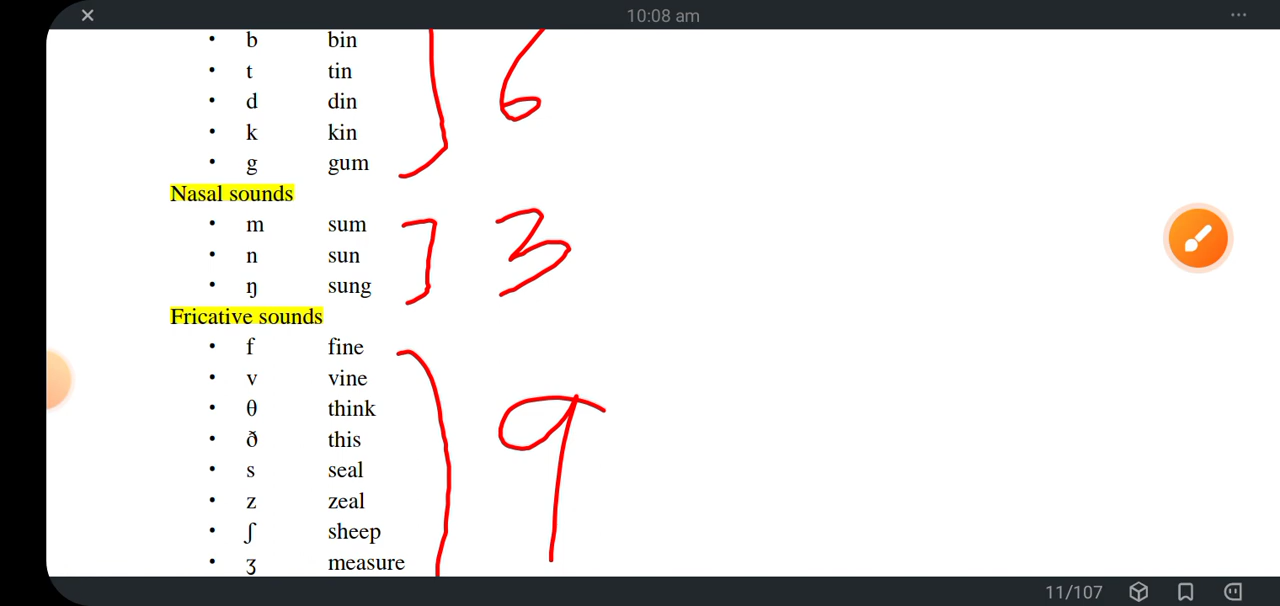 10:08 am
• b bin
• t tin
• d din
• k kin
• g gum
6
Nasal sounds
• m sum
• n sun
• ŋ sung
3
Fricative sounds
• f fine
• v vine
• θ think
• ð this
• s seal
• z zeal
• ʃ sheep
• ʒ measure
9
11/107